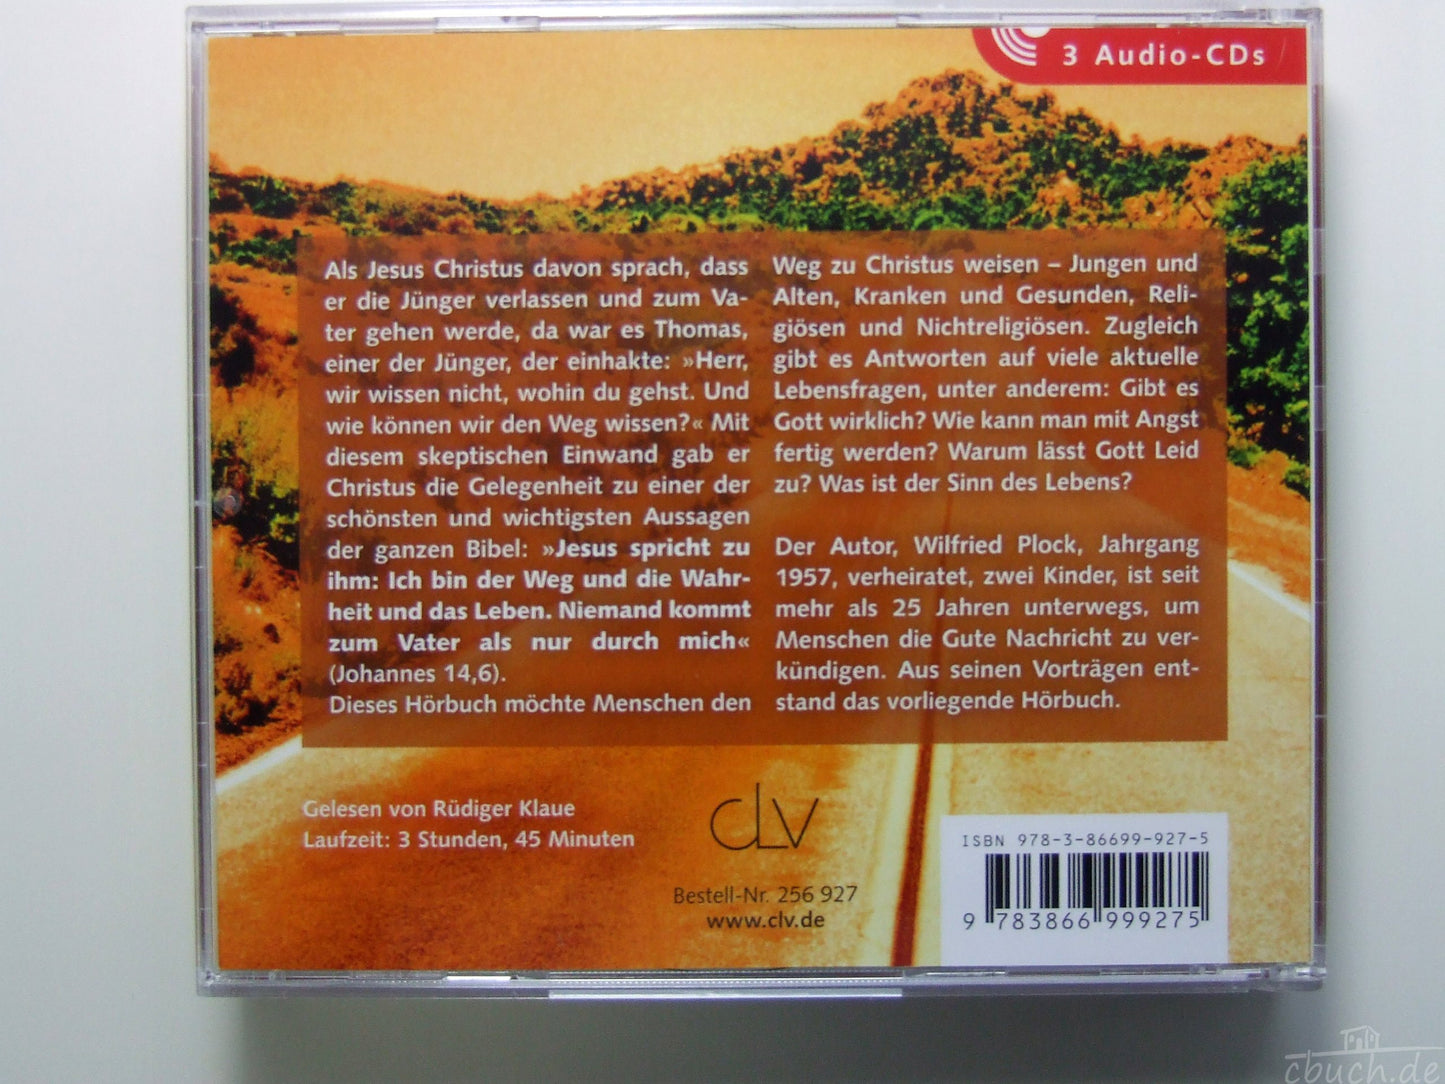 3 Audio-CDs
Als Jesus Christus davon sprach, dass
er die Jünger verlassen und zum Va-
ter gehen werde, da war es Thomas,
einer der Jünger, der einhakte: »Herr,
wir wissen nicht, wohin du gehst. Und
wie können wir den Weg wissen?« Mit
diesem skeptischen Einwand gab er
Christus die Gelegenheit zu einer der
schönsten und wichtigsten Aussagen
der ganzen Bibel: »Jesus spricht zu
ihm: Ich bin der Weg und die Wahr-
heit und das Leben. Niemand kommt
zum Vater als nur durch mich«
(Johannes 14,6).
Dieses Hörbuch möchte Menschen den
Weg zu Christus weisen – Jungen und
Alten, Kranken und Gesunden, Reli-
giösen und Nichtreligiösen. Zugleich
gibt es Antworten auf viele aktuelle
Lebensfragen, unter anderem: Gibt es
Gott wirklich? Wie kann man mit Angst
fertig werden? Warum lässt Gott Leid
zu? Was ist der Sinn des Lebens?
Der Autor, Wilfried Plock, Jahrgang
1957, verheiratet, zwei Kinder, ist seit
mehr als 25 Jahren unterwegs, um
Menschen die Gute Nachricht zu ver-
kündigen. Aus seinen Vorträgen ent-
stand das vorliegende Hörbuch.
Gelesen von Rüdiger Klaue
Laufzeit: 3 Stunden, 45 Minuten
clv
Bestell-Nr. 256 927
www.clv.de
ISBN 978-3-86699-927-5
9 783866 999275
cbuch.de